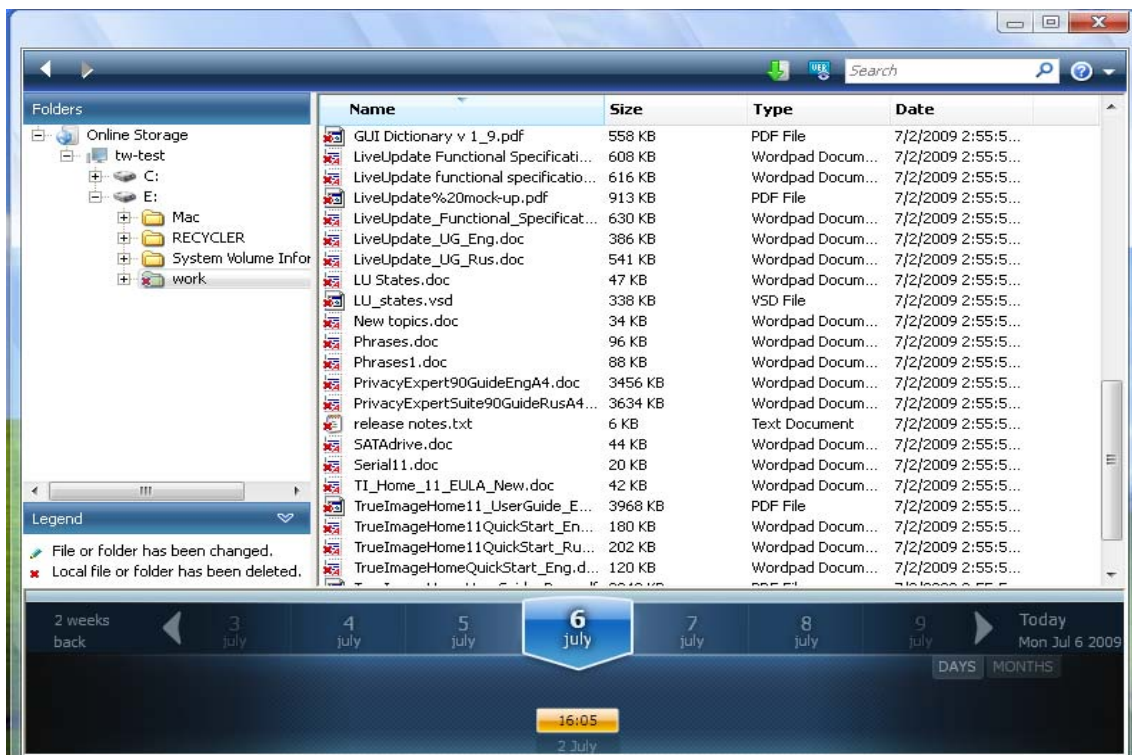 VER
Search
?
Folders
Online Storage
tw-test
C:
E:
Mac
RECYCLER
System Volume Infor
work
Legend
File or folder has been changed.
Local file or folder has been deleted.
Name Size Type Date
GUI Dictionary v 1_9.pdf 558 KB PDF File 7/2/2009 2:55:5...
LiveUpdate Functional Specificati... 608 KB Wordpad Docum... 7/2/2009 2:55:5...
LiveUpdate functional specificatio... 616 KB Wordpad Docum... 7/2/2009 2:55:5...
LiveUpdate%20mock-up.pdf 913 KB PDF File 7/2/2009 2:55:5...
LiveUpdate_Functional_Specificat... 630 KB Wordpad Docum... 7/2/2009 2:55:5...
LiveUpdate_UG_Eng.doc 386 KB Wordpad Docum... 7/2/2009 2:55:5...
LiveUpdate_UG_Rus.doc 541 KB Wordpad Docum... 7/2/2009 2:55:5...
LU States.doc 47 KB Wordpad Docum... 7/2/2009 2:55:5...
LU_states.vsd 338 KB VSD File 7/2/2009 2:55:5...
New topics.doc 34 KB Wordpad Docum... 7/2/2009 2:55:5...
Phrases.doc 96 KB Wordpad Docum... 7/2/2009 2:55:5...
Phrases1.doc 88 KB Wordpad Docum... 7/2/2009 2:55:5...
PrivacyExpert90GuideEngA4.doc 3456 KB Wordpad Docum... 7/2/2009 2:55:5...
PrivacyExpertSuite90GuideRusA4... 3634 KB Wordpad Docum... 7/2/2009 2:55:5...
release notes.txt 6 KB Text Document 7/2/2009 2:55:5...
SATAdrive.doc 44 KB Wordpad Docum... 7/2/2009 2:55:5...
Serial11.doc 20 KB Wordpad Docum... 7/2/2009 2:55:5...
TI_Home_11_EULA_New.doc 42 KB Wordpad Docum... 7/2/2009 2:55:5...
TrueImageHome11_UserGuide_E... 3968 KB PDF File 7/2/2009 2:55:5...
TrueImageHome11QuickStart_En... 180 KB Wordpad Docum... 7/2/2009 2:55:5...
TrueImageHome11QuickStart_Ru... 202 KB Wordpad Docum... 7/2/2009 2:55:5...
TrueImageHomeQuickStart_Eng.d... 120 KB Wordpad Docum... 7/2/2009 2:55:5...
2 weeks back
3 july
4 july
5 july
6 july
7 july
8 july
9 july
Today
Mon Jul 6 2009
DAYS MONTHS
16:05
2 July